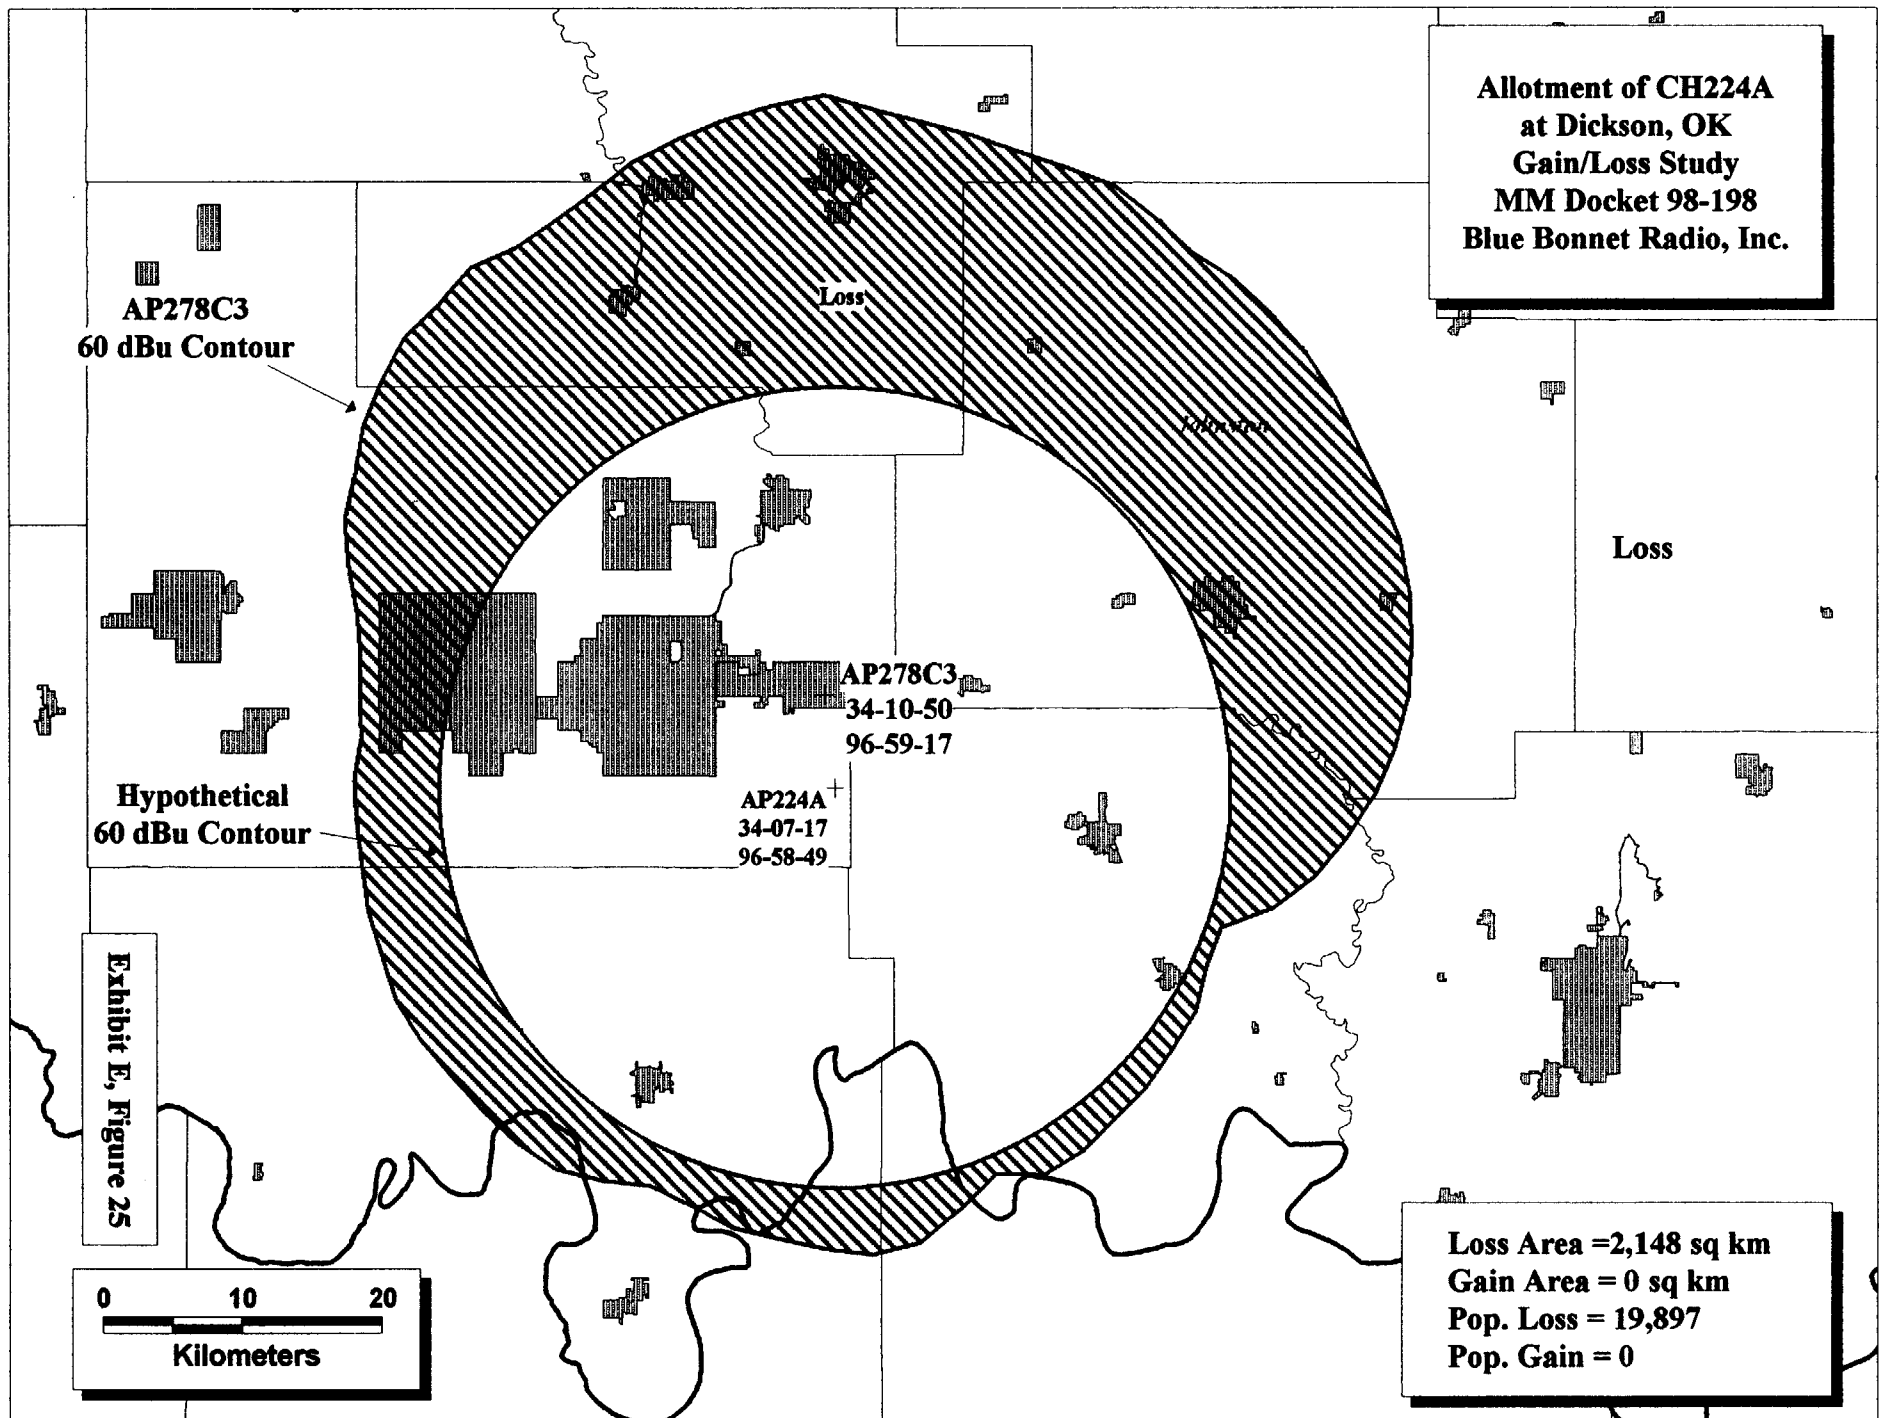 Allotment of CH224A
at Dickson, OK
Gain/Loss Study
MM Docket 98-198
Blue Bonnet Radio, Inc.
AP278C3
60 dBu Contour
Loss
Johnston
Loss
AP278C3
34-10-50
96-59-17
Hypothetical
60 dBu Contour
AP224A
34-07-17
96-58-49
Exhibit E, Figure 25
0 10 20
Kilometers
Loss Area =2,148 sq km
Gain Area = 0 sq km
Pop. Loss = 19,897
Pop. Gain = 0